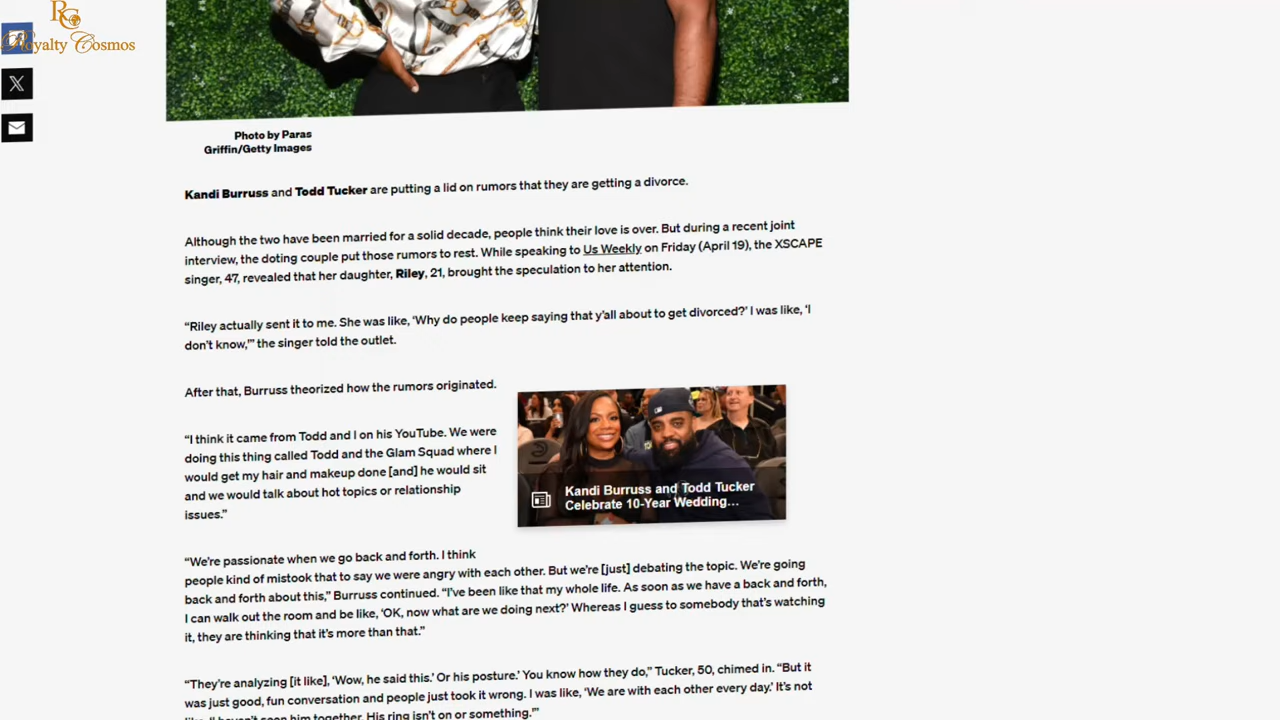 RC
Royalty Cosmos
Photo by Paras
Griffin/Getty Images
Kandi Burruss and Todd Tucker are putting a lid on rumors that they are getting a divorce.
Although the two have been married for a solid decade, people think their love is over. But during a recent joint
interview, the doting couple put those rumors to rest. While speaking to Us Weekly on Friday (April 19), the XSCAPE
singer, 47, revealed that her daughter, Riley, 21, brought the speculation to her attention.
“Riley actually sent it to me. She was like, ‘Why do people keep saying that y’all about to get divorced?’ I was like, ‘I
don’t know,’” the singer told the outlet.
After that, Burruss theorized how the rumors originated.
“I think it came from Todd and I on his YouTube. We were
doing this thing called Todd and the Glam Squad where I
would get my hair and makeup done [and] he would sit
and we would talk about hot topics or relationship
issues.”
Kandi Burruss and Todd Tucker
Celebrate 10-Year Wedding...
“We’re passionate when we go back and forth. I think
people kind of mistook that to say we were angry with each other. But we’re [just] debating the topic. We’re going
back and forth about this,” Burruss continued. “I’ve been like that my whole life. As soon as we have a back and forth,
I can walk out the room and be like, ‘OK, now what are we doing next?’ Whereas I guess to somebody that’s watching
it, they are thinking that it’s more than that.”
“They’re analyzing [it like], ‘Wow, he said this.’ Or his posture.’ You know how they do,” Tucker, 50, chimed in. “But it
was just good, fun conversation and people just took it wrong. I was like, ‘We are with each other every day.’ It’s not
like, ‘I haven’t seen him together. His ring isn’t on or something.’”